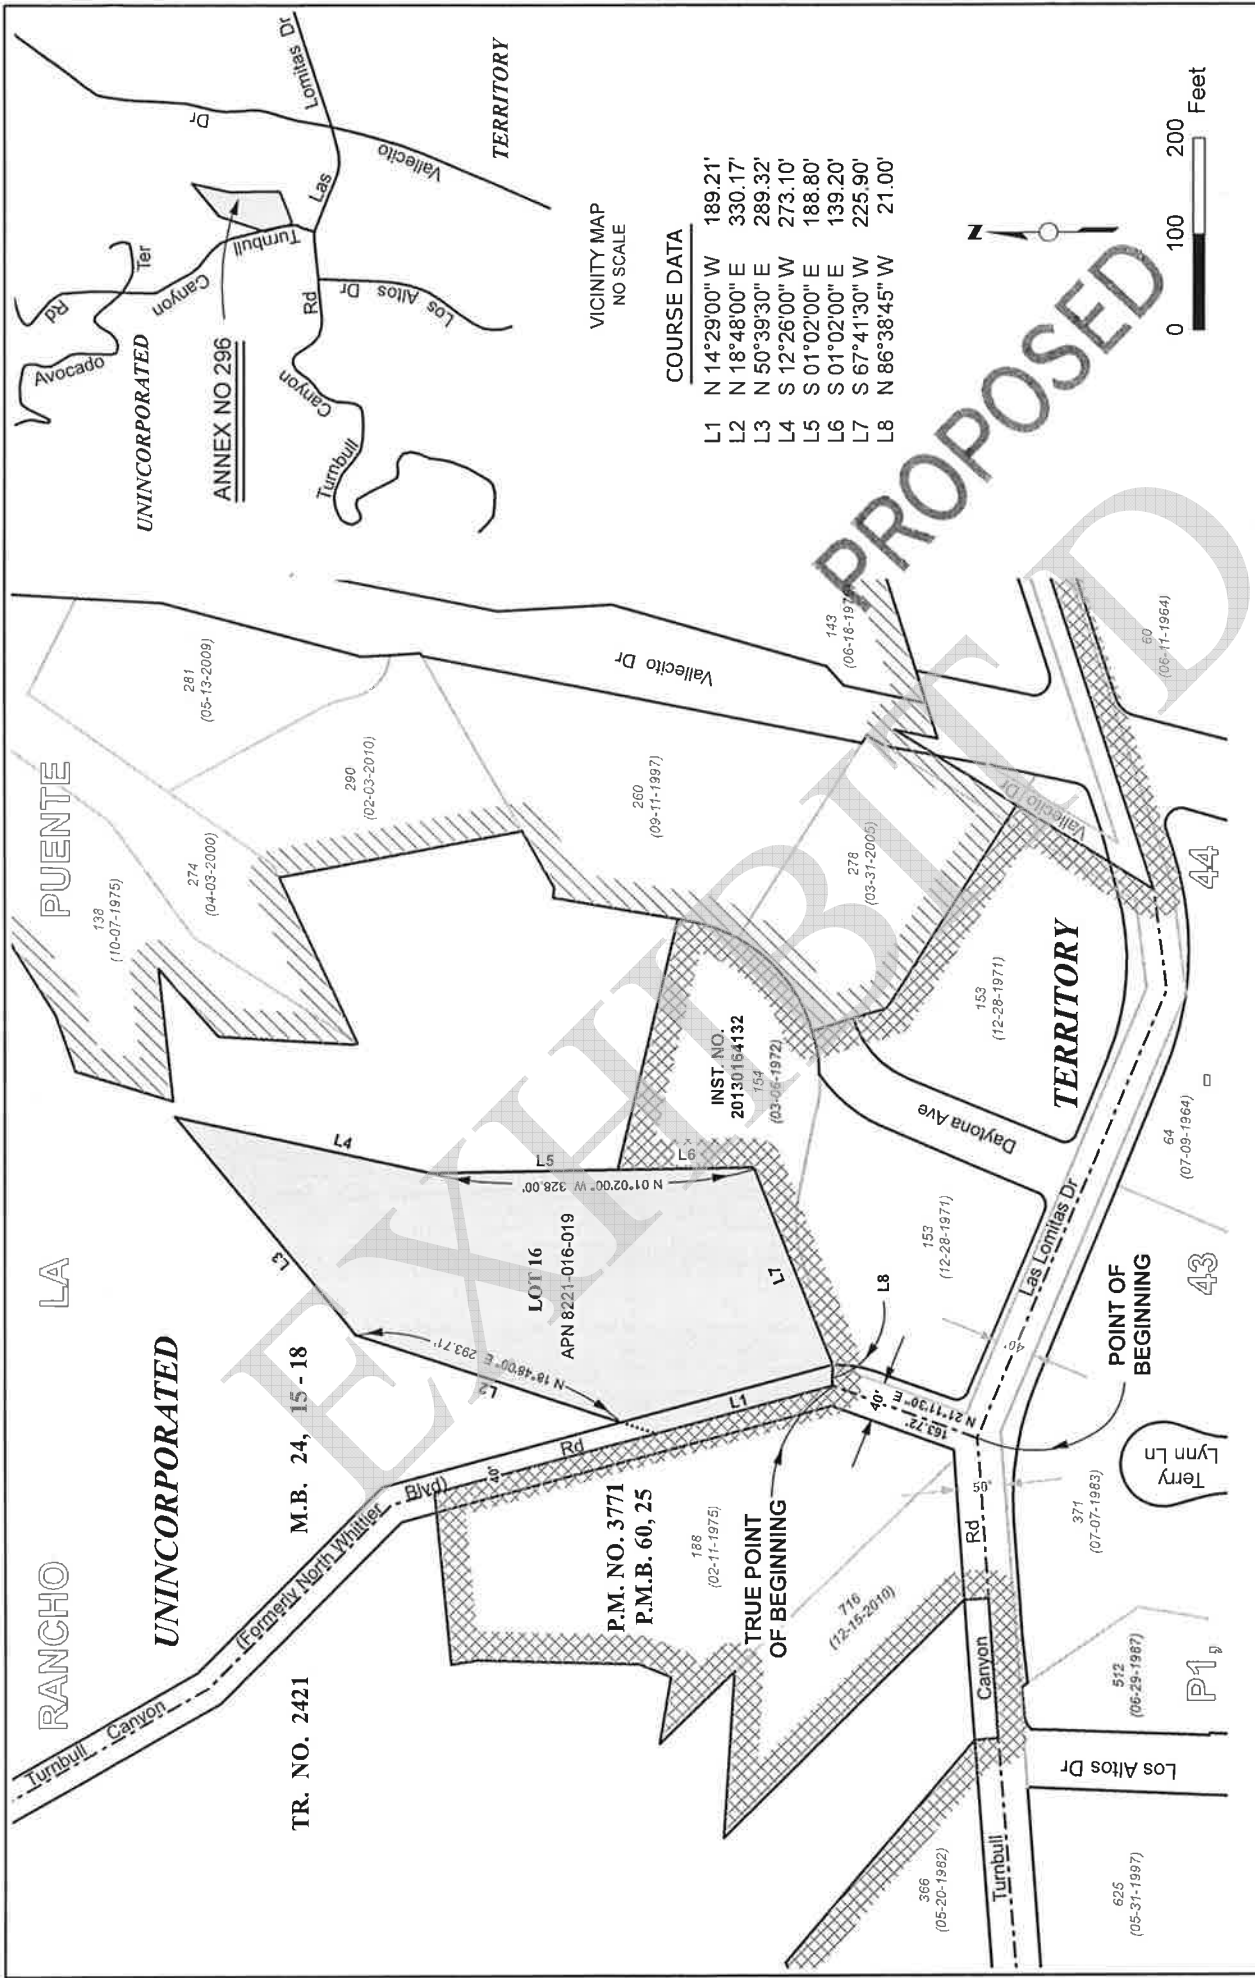 RANCHO LA PUENTE
UNINCORPORATED
TR. NO. 2421 M.B. 24, 15 - 18
Turnbull Canyon
(Formerly North Whittier
Blvd)
Rd
40'
138
(10-07-1975)
274
(04-03-2000)
281
(05-13-2009)
290
(02-03-2010)
260
(09-11-1997)
278
(03-31-2005)
143
Vallecito Dr
L3
L4
L2
N 18°48'00" E 293.71'
LOT 16
APN 8221-016-019
L5
N 01°02'00" W 328.00'
L6
L1
L7
L8
INST. NO.
20130164132
154
(03-06-1972)
P.M. NO. 3771
P.M.B. 60, 25
188
(02-11-1975)
TRUE POINT
OF BEGINNING
716
(12-15-2010)
40'
N 21°11'30" E
163.72'
153
(12-28-1971)
Daytona Ave
153
(12-28-1971)
TERRITORY
Vallecito Dr
60
(06-11-1964)
Las Lomitas Dr
40'
POINT OF
BEGINNING
64
(07-09-1964)
366
(05-20-1982)
Turnbull Canyon Rd
50'
625
(05-31-1997)
Los Altos Dr
512
(06-29-1987)
371
(07-07-1983)
Terry
Lynn Ln
P1, 43 - 44
UNINCORPORATED
ANNEX NO 296
Avocado
Rd
Ter
Canyon
Turnbull
Turnbull
Canyon
Rd
Los Altos Dr
Las Lomitas Dr
Vallecito
Dr
TERRITORY
VICINITY MAP
NO SCALE
COURSE DATA
L1 N 14°29'00" W 189.21'
L2 N 18°48'00" E 330.17'
L3 N 50°39'30" E 289.32'
L4 S 12°26'00" W 273.10'
L5 S 01°02'00" E 188.80'
L6 S 01°02'00" E 139.20'
L7 S 67°41'30" W 225.90'
L8 N 86°38'45" W 21.00'
Z
PROPOSED
0 100 200
Feet
EXHIBIT D